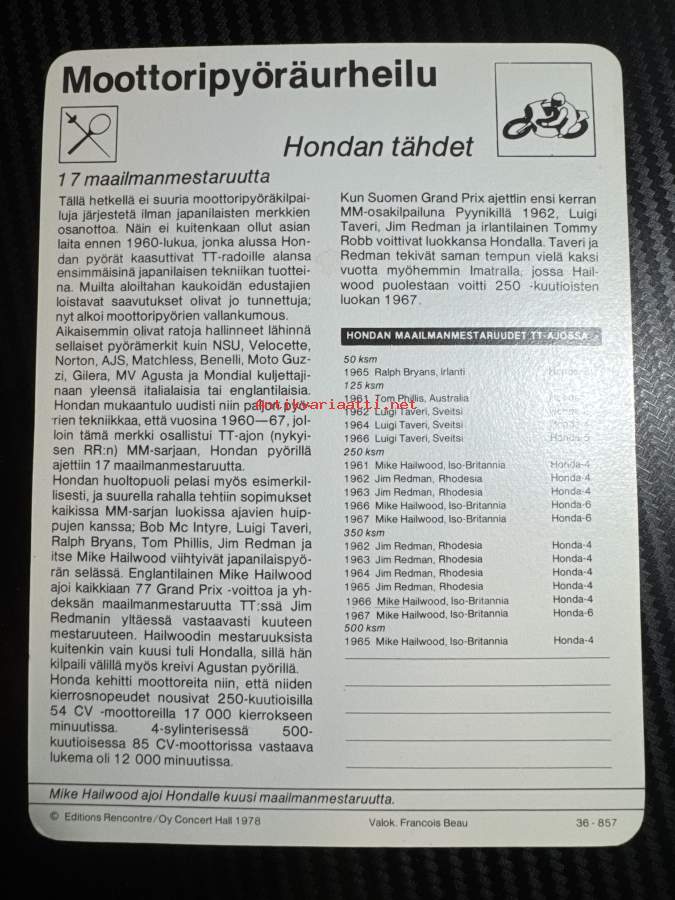 Moottoripyöräurheilu
Hondan tähdet
17 maailmanmestaruutta
Tällä hetkellä ei suuria moottoripyöräkilpai-
luja järjestetä ilman japanilaisten merkkien
osanottoa. Näin ei kuitenkaan ollut asian
laita ennen 1960-lukua, jonka alussa Hon-
dan pyörät kaasuttivat TT-radoille alansa
ensimmäisinä japanilaisen tekniikan tuottei-
na. Muilta aloiltahan kaukoidän edustajien
loistavat saavutukset olivat jo tunnettuja;
nyt alkoi moottoripyörien vallankumous.
Aikaisemmin olivat ratoja hallinneet lähinnä
sellaiset pyörämerkit kuin NSU, Velocette,
Norton, AJS, Matchless, Benelli, Moto Guz-
zi, Gilera, MV Agusta ja Mondial kuljettaji-
naan yleensä italialaisia tai englantilaisia.
Hondan mukaantulo uudisti niin paljon pyö-
rien tekniikkaa, että vuosina 1960—67, jol-
loin tämä merkki osallistui TT-ajon (nykyi-
sen RR:n) MM-sarjaan, Hondan pyörillä
ajettiin 17 maailmanmestaruutta.
Hondan huoltopuoli pelasi myös esimerkil-
lisesti, ja suurella rahalla tehtiin sopimukset
kaikissa MM-sarjan luokissa ajavien huip-
pujen kanssa; Bob Mc Intyre, Luigi Taveri,
Ralph Bryans, Tom Phillis, Jim Redman ja
itse Mike Hailwood viihtyivät japanilaispyö-
rän selässä. Englantilainen Mike Hailwood
ajoi kaikkiaan 77 Grand Prix -voittoa ja yh-
deksän maailmanmestaruutta TT:ssä Jim
Redmanin yltäessä vastaavasti kuuteen
mestaruuteen. Hailwoodin mestaruuksista
kuitenkin vain kuusi tuli Hondalla, sillä hän
kilpaili välillä myös kreivi Agustan pyörillä.
Honda kehitti moottoreita niin, että niiden
kierrosnopeudet nousivat 250-kuutioisilla
54 CV -moottoreilla 17 000 kierrokseen
minuutissa. 4-sylinterisessä 500-
kuutioisessa 85 CV-moottorissa vastaava
lukema oli 12 000 minuutissa.
Kun Suomen Grand Prix ajettlin ensi kerran
MM-osakilpailuna Pyynikillä 1962, Luigi
Taveri, Jim Redman ja irlantilainen Tommy
Robb voittivat luokkansa Hondalla. Taveri ja
Redman tekivät saman tempun vielä kaksi
vuotta myöhemmin Imatralla, jossa Hail-
wood puolestaan voitti 250 -kuutioisten
luokan 1967.
HONDAN MAAILMANMESTARUUDET TT-AJOSSA
50 ksm
1965 Ralph Bryans, Irlanti
125 ksm
1961 Tom Phillis, Australia
antikvariaatti.net
1962 Luigi Taveri, Sveitsi
1964 Luigi Taveri, Sveitsi
1966 Luigi Taveri, Sveitsi Honda-5
250 ksm
1961 Mike Hailwood, Iso-Britannia Honda-4
1962 Jim Redman, Rhodesia Honda-4
1963 Jim Redman, Rhodesia Honda-4
1966 Mike Hailwood, Iso-Britannia Honda-6
1967 Mike Hailwood, Iso-Britannia Honda-6
350 ksm
1962 Jim Redman, Rhodesia Honda-4
1963 Jim Redman, Rhodesia Honda-4
1964 Jim Redman, Rhodesia Honda-4
1965 Jim Redman, Rhodesia Honda-4
1966 Mike Hailwood, Iso-Britannia Honda-4
1967 Mike Hailwood, Iso-Britannia Honda-6
500 ksm
1965 Mike Hailwood, Iso-Britannia Honda-4
Mike Hailwood ajoi Hondalle kuusi maailmanmestaruutta.
© Editions Rencontre/Oy Concert Hall 1978
Valok. Francois Beau
36 - 857